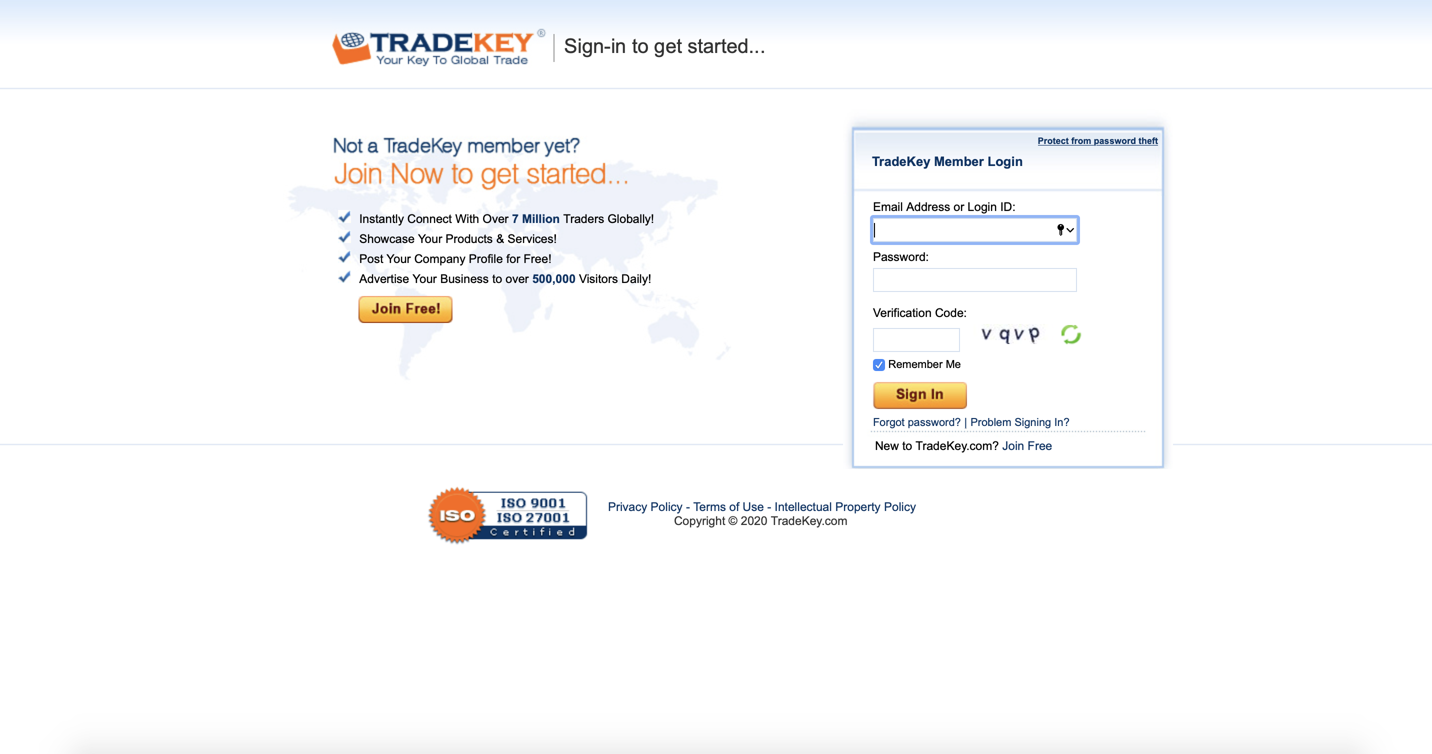 TRADEKEY ®
Your Key To Global Trade
Sign-in to get started...
Not a TradeKey member yet?
Join Now to get started...
Instantly Connect With Over 7 Million Traders Globally!
Showcase Your Products & Services!
Post Your Company Profile for Free!
Advertise Your Business to over 500,000 Visitors Daily!
Join Free!
Protect from password theft
TradeKey Member Login
Email Address or Login ID:
Password:
Verification Code:
v q v p
Remember Me
Sign In
Forgot password? | Problem Signing In?
New to TradeKey.com? Join Free
ISO
ISO 9001
ISO 27001
Certified
Privacy Policy - Terms of Use - Intellectual Property Policy
Copyright © 2020 TradeKey.com